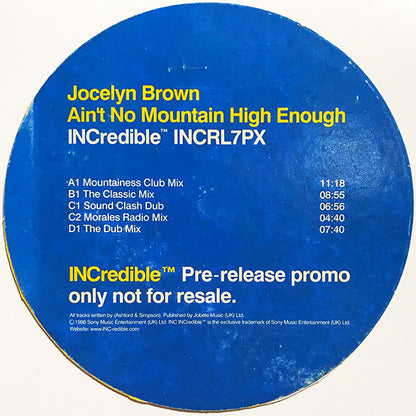 Jocelyn Brown
Ain't No Mountain High Enough
INCredible™ INCRL7PX
A1 Mountainess Club Mix 11:18
B1 The Classic Mix 08:55
C1 Sound Clash Dub 06:56
C2 Morales Radio Mix 04:40
D1 The Dub Mix 07:40
INCredible™ Pre-release promo
only not for resale.
All tracks written by (Ashford & Simpson). Published by Jobete Music (UK) Ltd.
Ⓒ1998 Sony Music Entertainment (UK) Ltd. INC INCredible™ is the exclusive trademark of Sony Music Entertainment (UK) Ltd.
Website: www.INC-redible.com